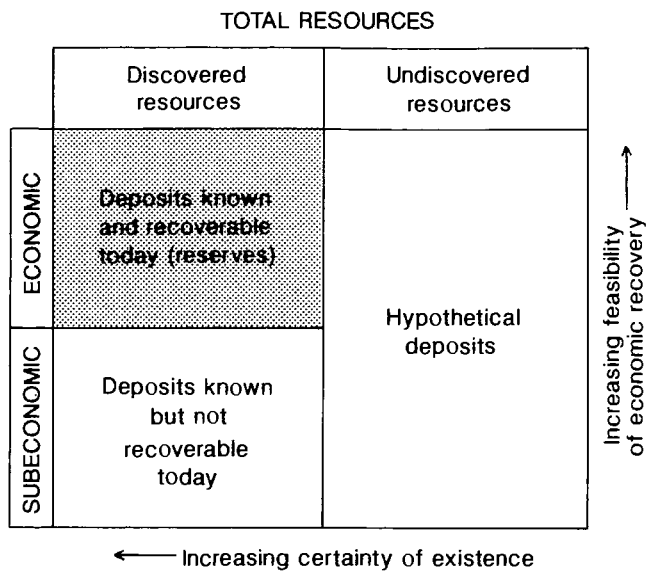 TOTAL RESOURCES
Discovered
resources
Undiscovered
resources
ECONOMIC
Deposits known
and recoverable
today (reserves)
SUBECONOMIC
Deposits known
but not
recoverable
today
Hypothetical
deposits
Increasing feasibility
of economic recovery
Increasing certainty of existence